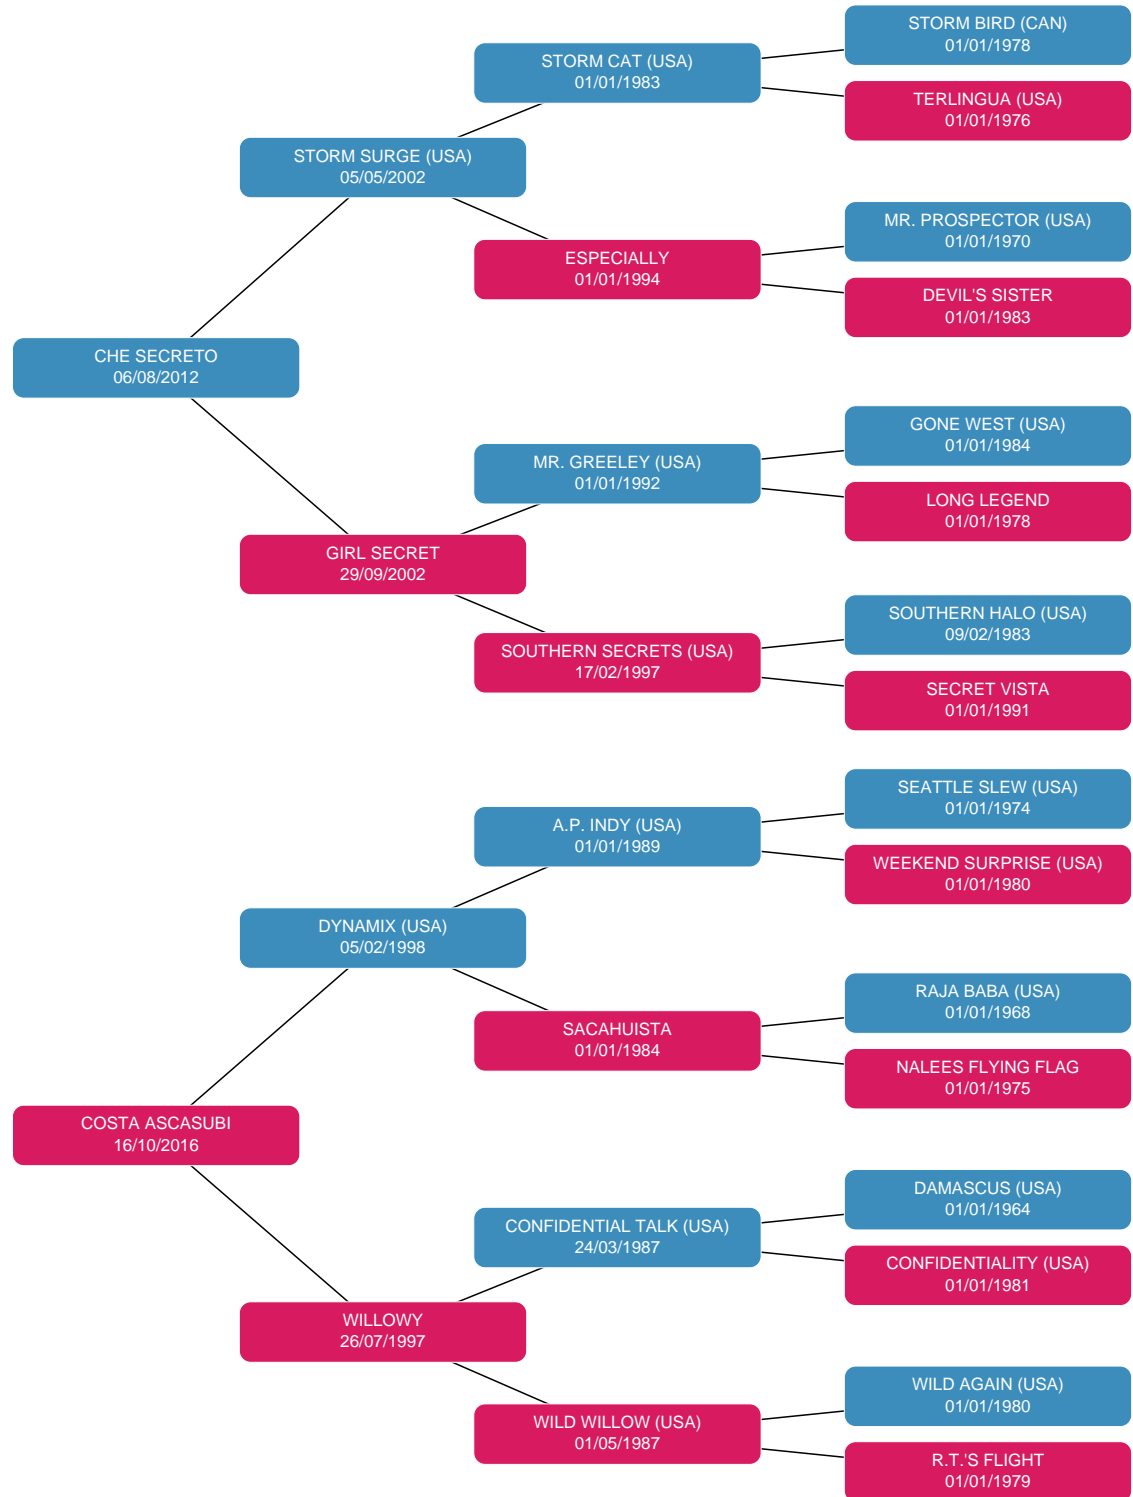 STORM BIRD (CAN)
01/01/1978
STORM CAT (USA)
01/01/1983
TERLINGUA (USA)
01/01/1976
STORM SURGE (USA)
05/05/2002
MR. PROSPECTOR (USA)
01/01/1970
ESPECIALLY
01/01/1994
DEVIL'S SISTER
01/01/1983
CHE SECRETO
06/08/2012
GONE WEST (USA)
01/01/1984
MR. GREELEY (USA)
01/01/1992
LONG LEGEND
01/01/1978
GIRL SECRET
29/09/2002
SOUTHERN HALO (USA)
09/02/1983
SOUTHERN SECRETS (USA)
17/02/1997
SECRET VISTA
01/01/1991
SEATTLE SLEW (USA)
01/01/1974
A.P. INDY (USA)
01/01/1989
WEEKEND SURPRISE (USA)
01/01/1980
DYNAMIX (USA)
05/02/1998
RAJA BABA (USA)
01/01/1968
SACAHUISTA
01/01/1984
NALEES FLYING FLAG
01/01/1975
COSTA ASCASUBI
16/10/2016
DAMASCUS (USA)
01/01/1964
CONFIDENTIAL TALK (USA)
24/03/1987
CONFIDENTIALITY (USA)
01/01/1981
WILLOWY
26/07/1997
WILD AGAIN (USA)
01/01/1980
WILD WILLOW (USA)
01/05/1987
R.T.'S FLIGHT
01/01/1979